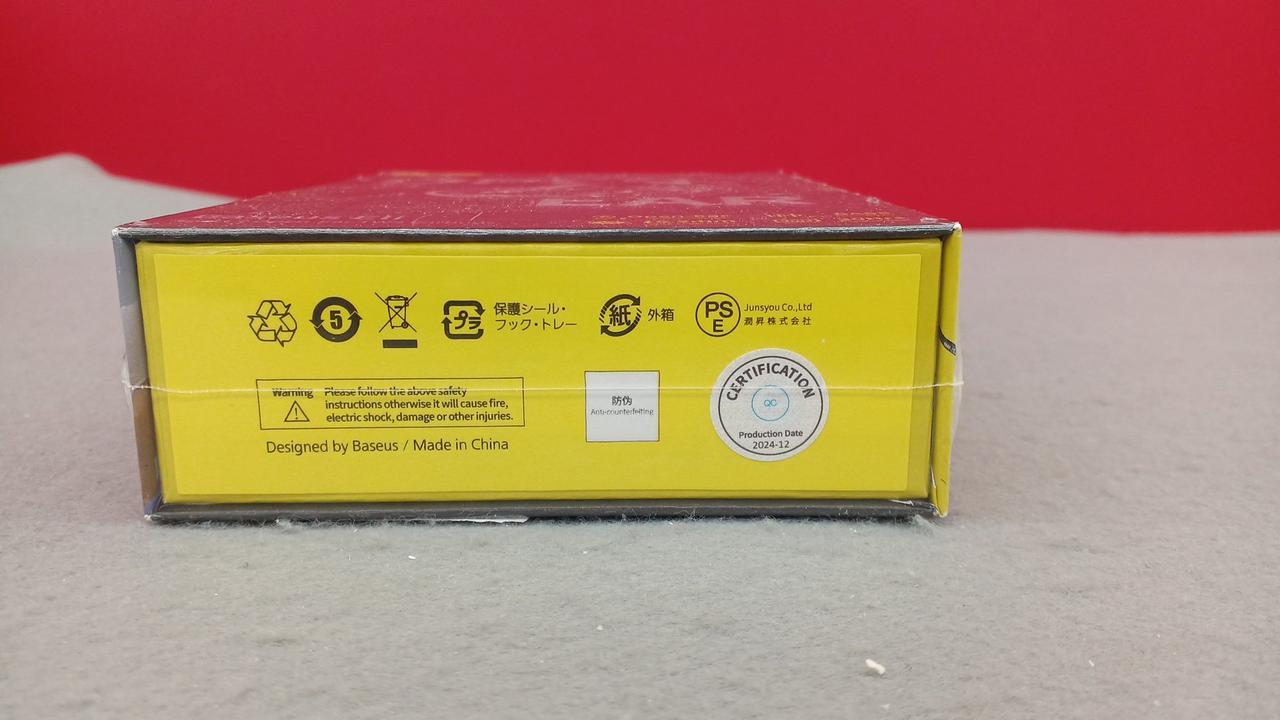 EAR
5
プラ
保護シール・
フック・トレー
紙
外箱
PS
E
Junsyou Co.,Ltd
潤昇株式会社
Warning
Please follow the above safety
instructions otherwise it will cause fire,
electric shock, damage or other injuries.
防伪
Anti-counterfeiting
CERTIFICATION
QC
Production Date
2024-12
Designed by Baseus / Made in China